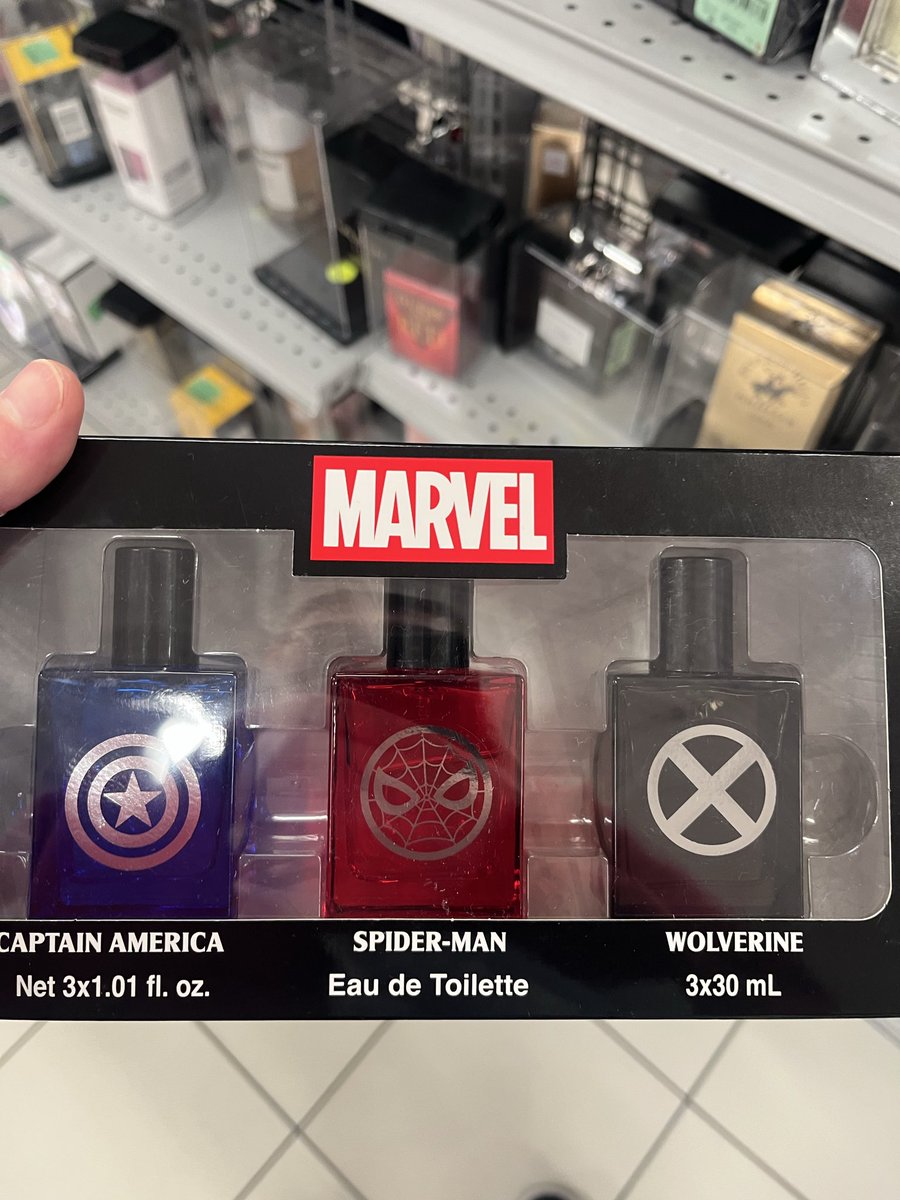 MARVEL
CAPTAIN AMERICA
SPIDER-MAN
WOLVERINE
Net 3x1.01 fl. oz.
Eau de Toilette
3x30 mL